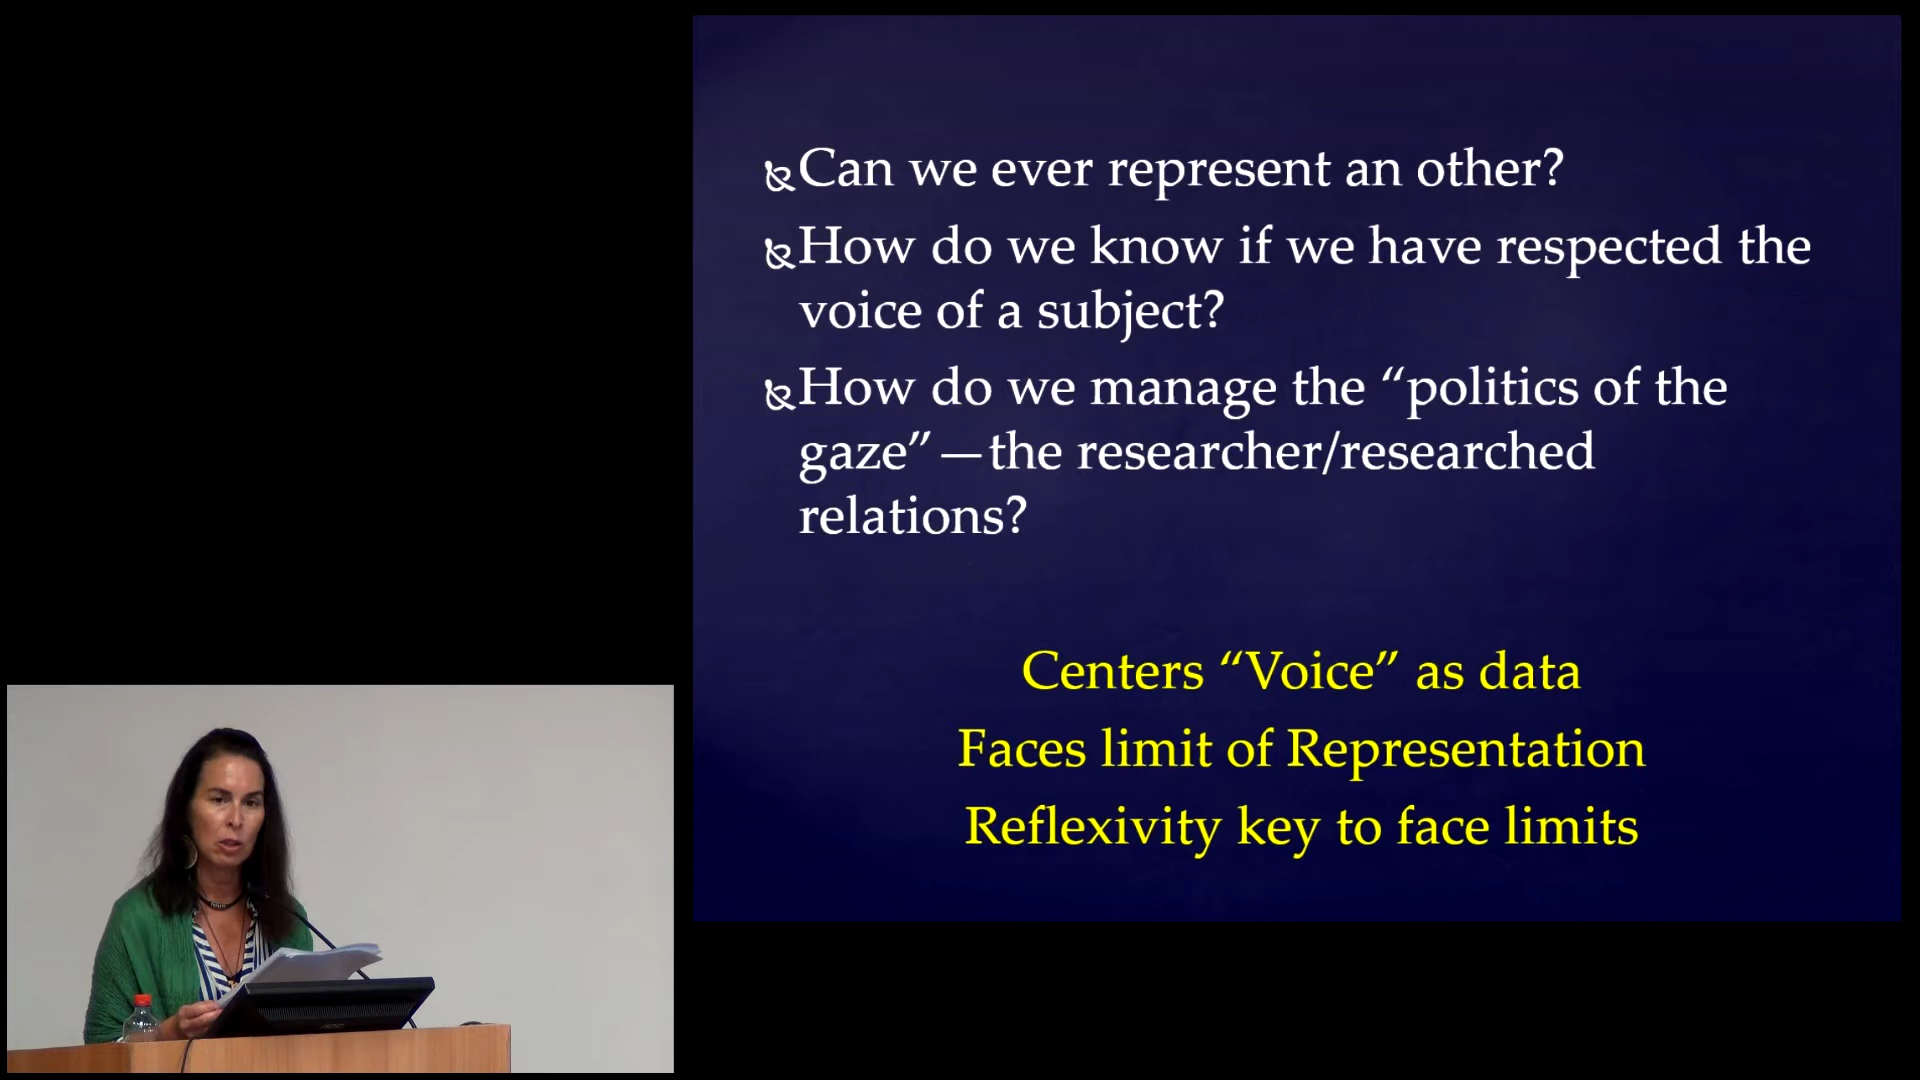 Can we ever represent an other?
How do we know if we have respected the
voice of a subject?
How do we manage the “politics of the
gaze”—the researcher/researched
relations?
Centers “Voice” as data
Faces limit of Representation
Reflexivity key to face limits